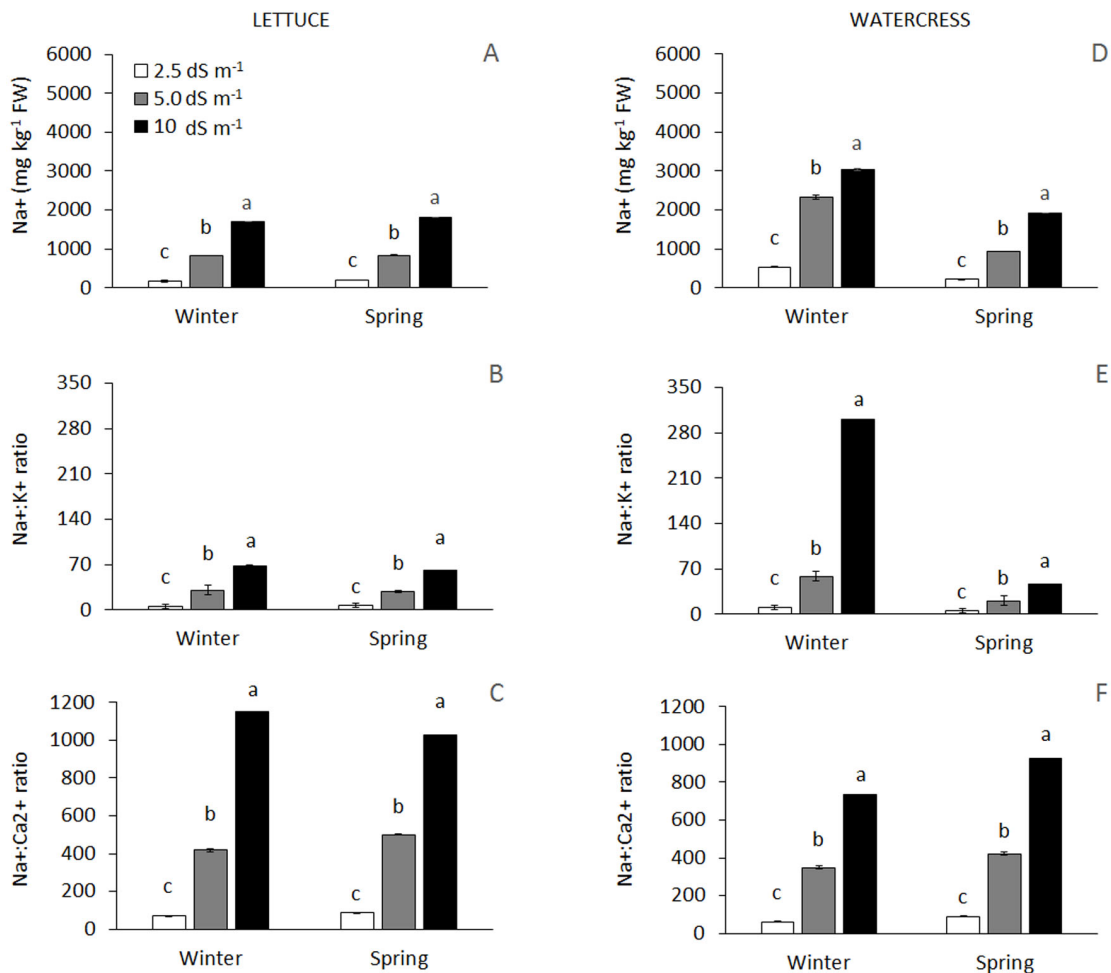 LETTUCE
A
Na+ (mg kg⁻¹ FW)
6000
5000
4000
3000
2000
1000
0
2.5 dS m⁻¹
5.0 dS m⁻¹
10 dS m⁻¹
c
b
a
c
b
a
Winter
Spring
WATERCRESS
D
Na+ (mg kg⁻¹ FW)
6000
5000
4000
3000
2000
1000
0
c
b
a
c
b
a
Winter
Spring
B
Na+:K+ ratio
350
280
210
140
70
0
c
b
a
c
b
a
Winter
Spring
E
Na+:K+ ratio
350
280
210
140
70
0
c
b
a
c
b
a
Winter
Spring
C
Na+:Ca2+ ratio
1200
1000
800
600
400
200
0
c
b
a
c
b
a
Winter
Spring
F
Na+:Ca2+ ratio
1200
1000
800
600
400
200
0
c
b
a
c
b
a
Winter
Spring